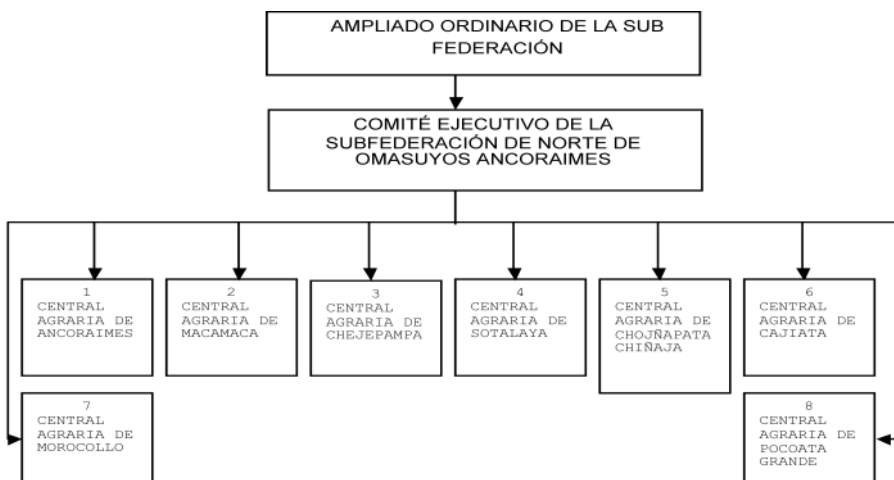 AMPLIADO ORDINARIO DE LA SUB
FEDERACIÓN
COMITÉ EJECUTIVO DE LA
SUBFEDERACIÓN DE NORTE DE
OMASUYOS ANCORAIMES
1
CENTRAL
AGRARIA DE
ANCORAIMES
2
CENTRAL
AGRARIA DE
MACAMACA
3
CENTRAL
AGRARIA DE
CHEJEPAMPA
4
CENTRAL
AGRARIA DE
SOTALAYA
5
CENTRAL
AGRARIA DE
CHOJÑAPATA
CHIÑAJA
6
CENTRAL
AGRARIA DE
CAJIATA
7
CENTRAL
AGRARIA DE
MOROCOLLO
8
CENTRAL
AGRARIA DE
POCOATA
GRANDE